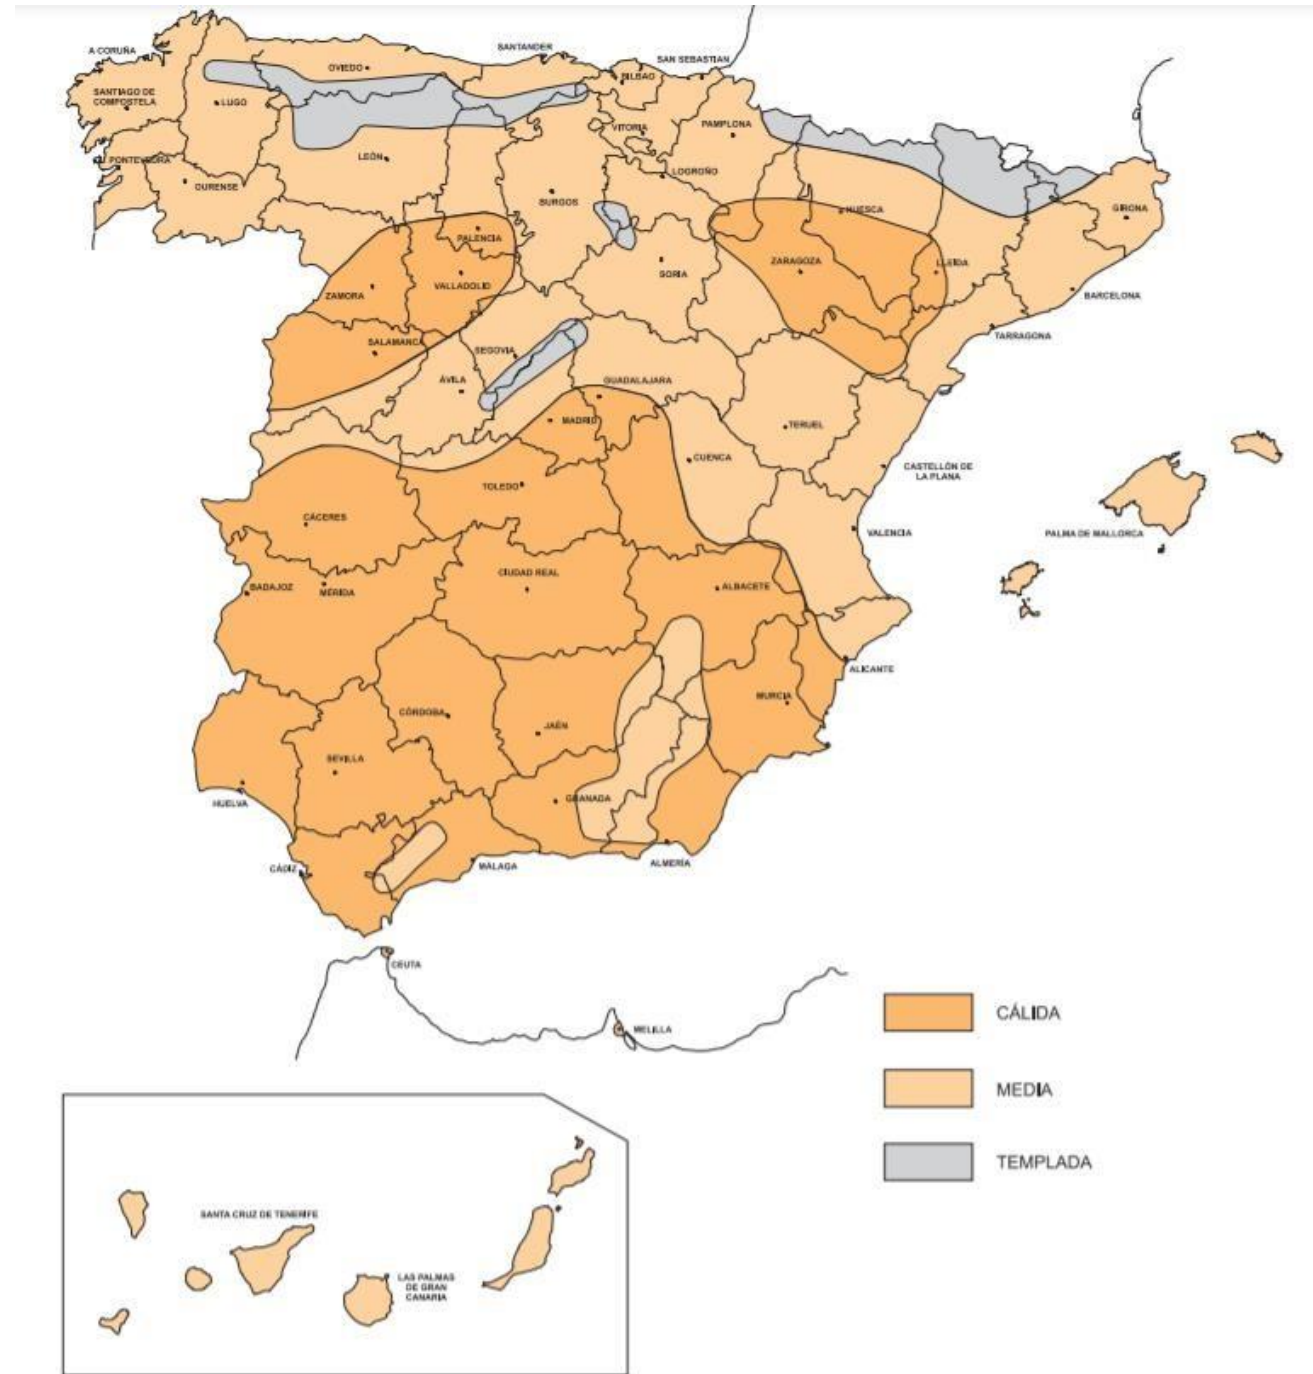 A CORUÑA
OVIEDO
SANTANDER
SAN SEBASTIAN
BILBAO
SANTIAGO DE
COMPOSTELA
LUGO
VITORIA
PAMPLONA
PONTEVEDRA
LEÓN
OURENSE
LOGROÑO
BURGOS
HUESCA
GIRONA
PALENCIA
ZAMORA
VALLADOLID
SORIA
ZARAGOZA
LLEIDA
BARCELONA
TARRAGONA
SALAMANCA
SEGOVIA
ÁVILA
GUADALAJARA
MADRID
TERUEL
CUENCA
CASTELLÓN DE
LA PLANA
TOLEDO
CÁCERES
VALENCIA
PALMA DE MALLORCA
BADAJOZ
MÉRIDA
CIUDAD REAL
ALBACETE
ALICANTE
MURCIA
CÓRDOBA
JAÉN
SEVILLA
HUELVA
GRANADA
CÁDIZ
MÁLAGA
ALMERÍA
CEUTA
MELILLA
CÁLIDA
MEDIA
TEMPLADA
SANTA CRUZ DE TENERIFE
LAS PALMAS
DE GRAN
CANARIA